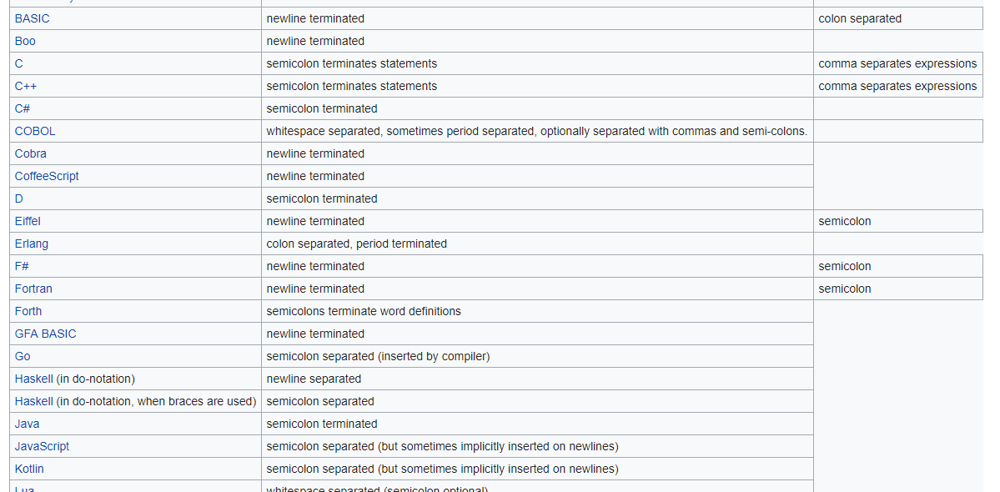 BASIC newline terminated colon separated
Boo newline terminated
C semicolon terminates statements comma separates expressions
C++ semicolon terminates statements comma separates expressions
C# semicolon terminated
COBOL whitespace separated, sometimes period separated, optionally separated with commas and semi-colons.
Cobra newline terminated
CoffeeScript newline terminated
D semicolon terminated
Eiffel newline terminated semicolon
Erlang colon separated, period terminated
F# newline terminated semicolon
Fortran newline terminated semicolon
Forth semicolons terminate word definitions
GFA BASIC newline terminated
Go semicolon separated (inserted by compiler)
Haskell (in do-notation) newline separated
Haskell (in do-notation, when braces are used) semicolon separated
Java semicolon terminated
JavaScript semicolon separated (but sometimes implicitly inserted on newlines)
Kotlin semicolon separated (but sometimes implicitly inserted on newlines)
Lua whitespace separated (semicolon optional)